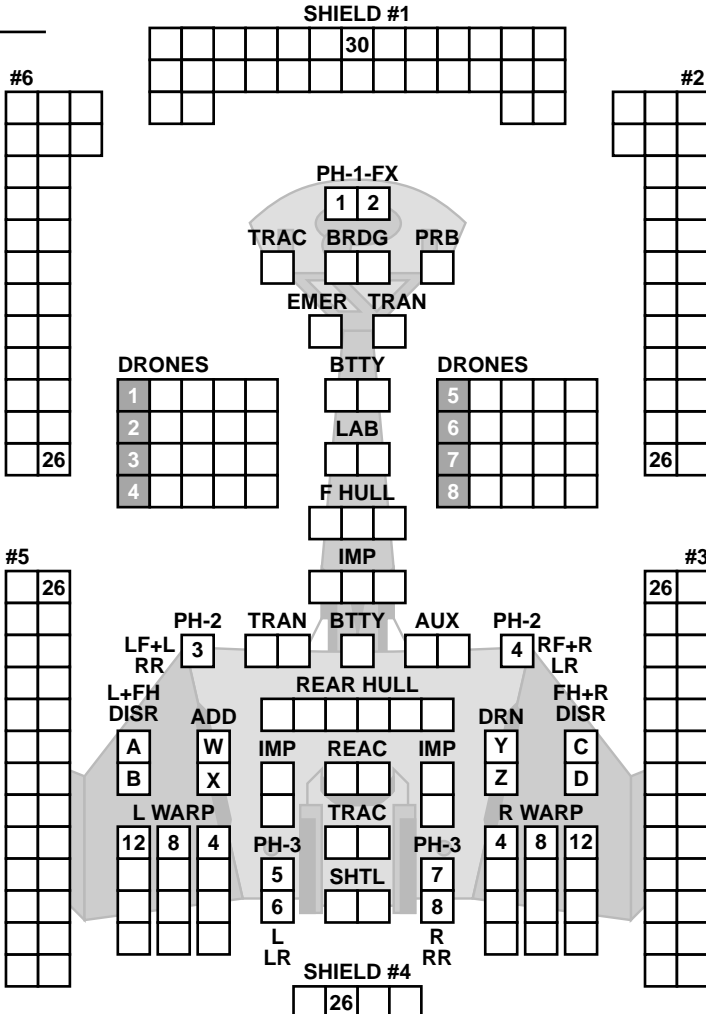 SHIELD #1
30
#6
#2
PH-1-FX
1 2
TRAC BRDG PRB
EMER TRAN
DRONES BTTY DRONES
1 5
2 6
LAB
3 7
26 26
4 8
F HULL
#5 IMP #3
26 26
PH-2 TRAN BTTY AUX PH-2
LF+L 3 4 RF+R
RR LR
L+FH REAR HULL FH+R
DISR ADD DRN DISR
A W IMP REAC IMP Y C
B X Z D
L WARP TRAC R WARP
12 8 4 PH-3 PH-3 4 8 12
5 SHTL 7
6 8
L R
LR RR
SHIELD #4
26